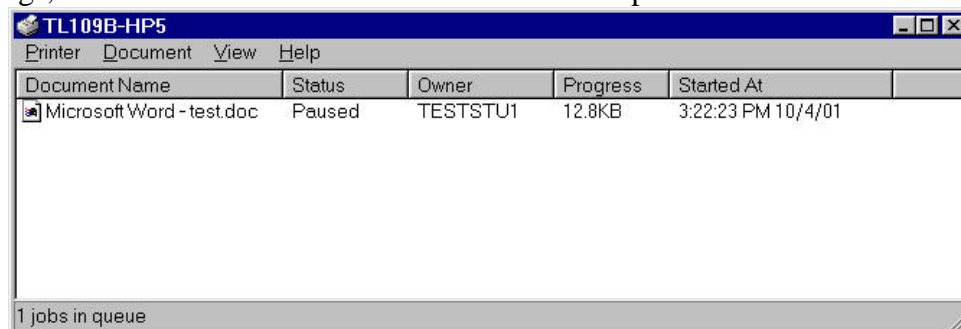 TL109B-HP5
Printer Document View Help
Document Name Status Owner Progress Started At
Microsoft Word - test.doc Paused TESTSTU1 12.8KB 3:22:23 PM 10/4/01
1 jobs in queue